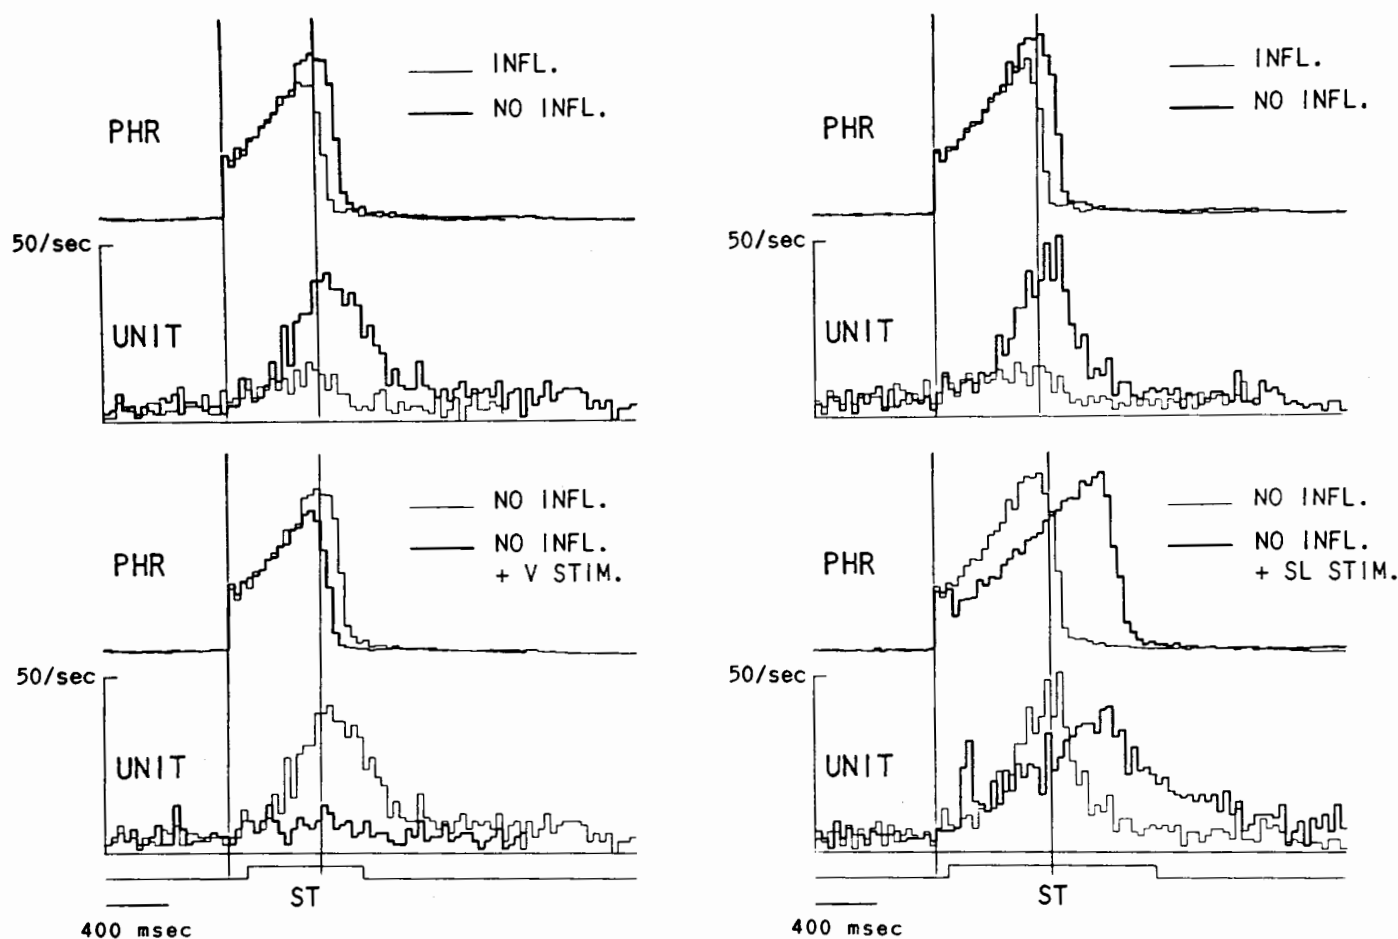 INFL.
NO INFL.
PHR
50/sec
UNIT
INFL.
NO INFL.
PHR
50/sec
UNIT
NO INFL.
NO INFL.
+ V STIM.
PHR
50/sec
UNIT
ST
400 msec
NO INFL.
NO INFL.
+ SL STIM.
PHR
50/sec
UNIT
ST
400 msec